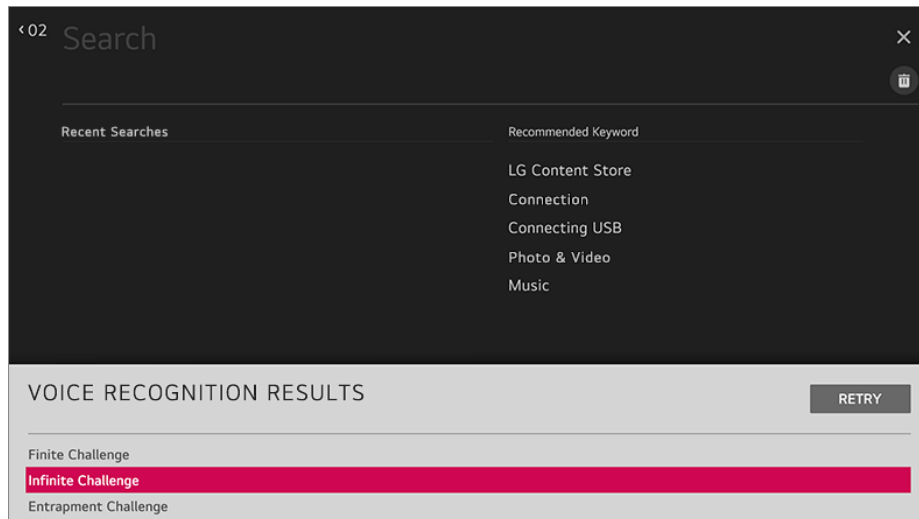 ‹02
Search
Recent Searches
Recommended Keyword
LG Content Store
Connection
Connecting USB
Photo & Video
Music
VOICE RECOGNITION RESULTS
RETRY
Finite Challenge
Infinite Challenge
Entrapment Challenge